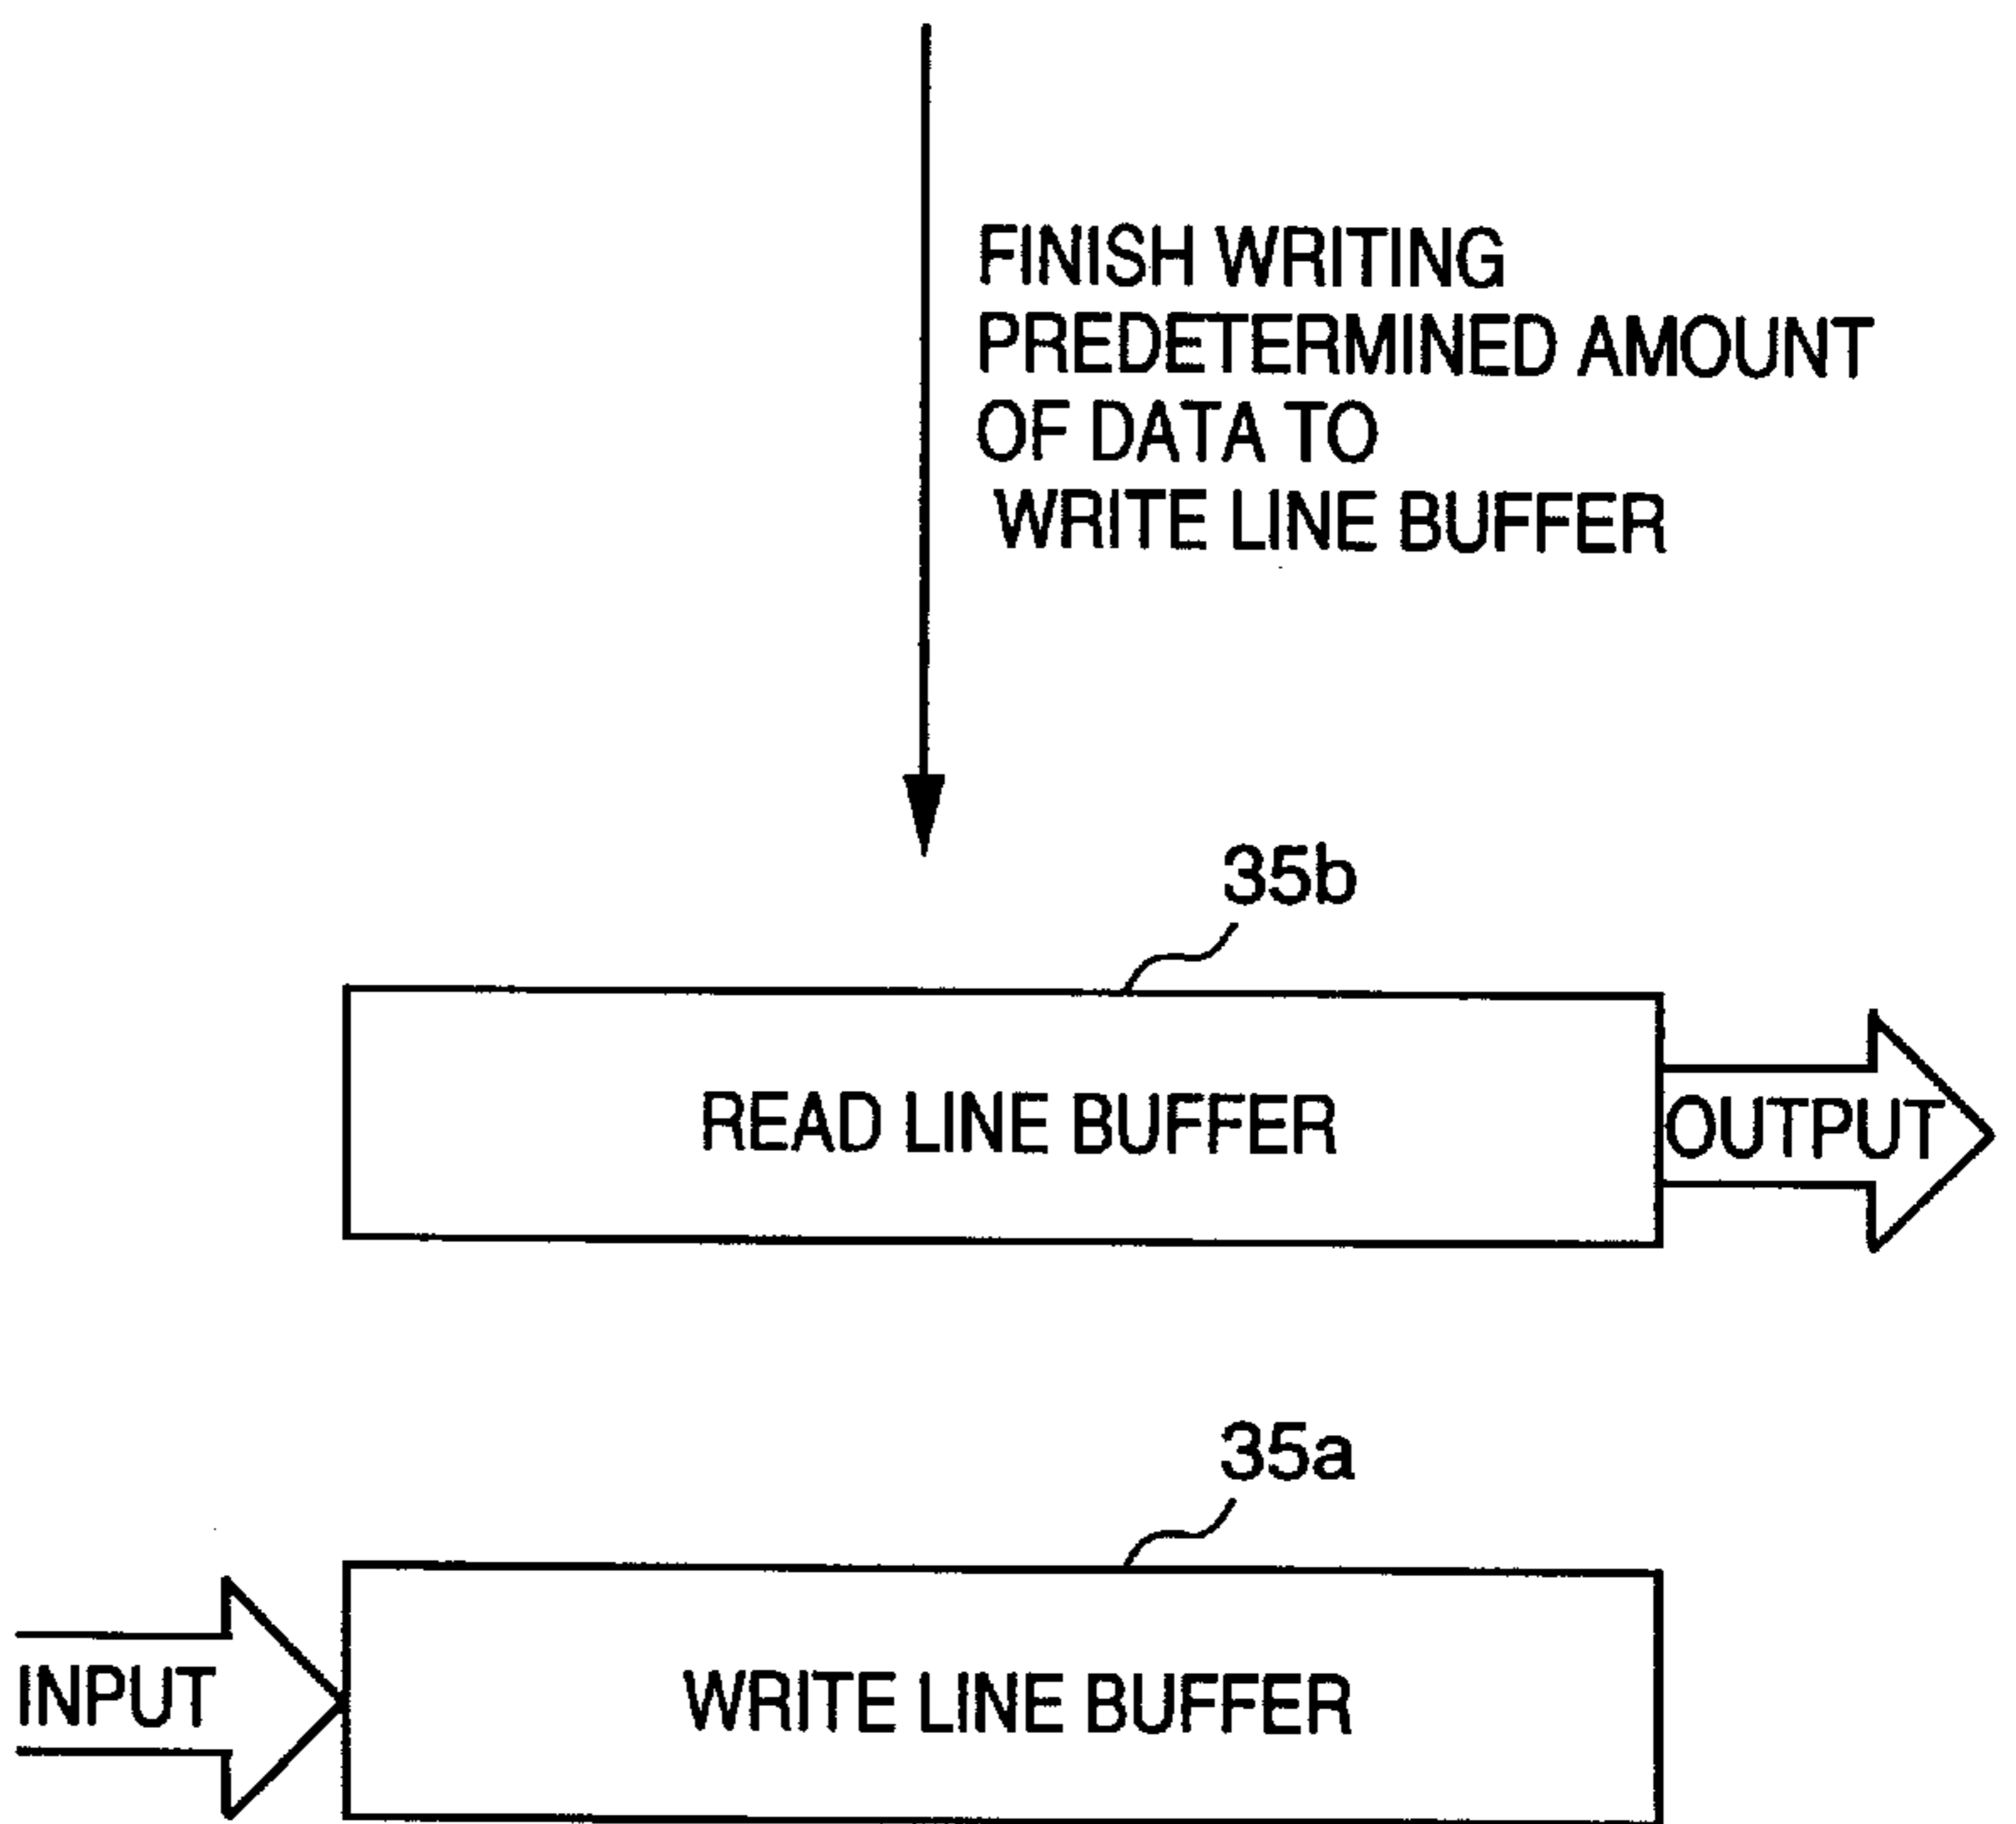 FINISH WRITING
PREDETERMINED AMOUNT
OF DATA TO
WRITE LINE BUFFER
35b
READ LINE BUFFER
OUTPUT
35a
INPUT
WRITE LINE BUFFER